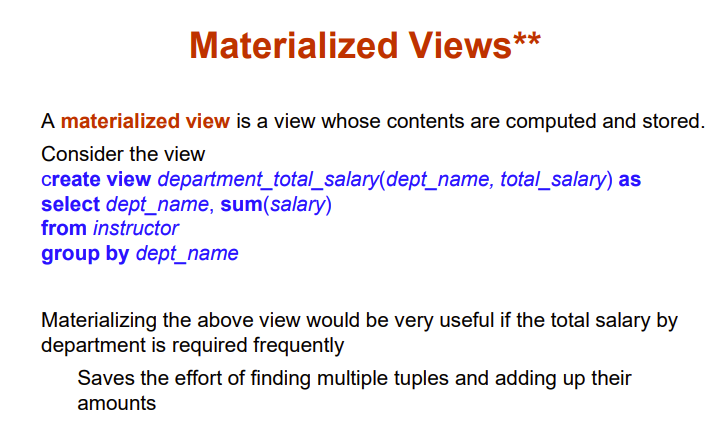 Materialized Views**
A materialized view is a view whose contents are computed and stored.
Consider the view
create view department_total_salary(dept_name, total_salary) as
select dept_name, sum(salary)
from instructor
group by dept_name
Materializing the above view would be very useful if the total salary by
department is required frequently
Saves the effort of finding multiple tuples and adding up their
amounts